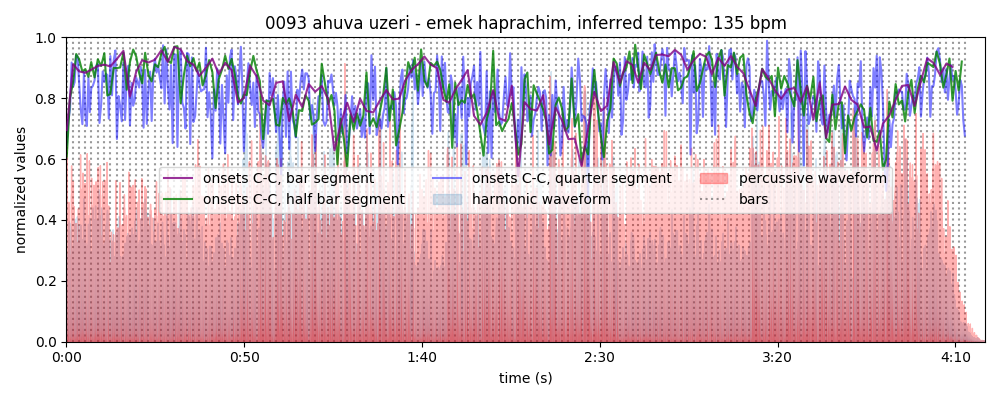 0093 ahuva uzeri - emek haprachim, inferred tempo: 135 bpm
1.0
0.8
0.6
0.4
0.2
0.0
normalized values
onsets C-C, bar segment
onsets C-C, half bar segment
onsets C-C, quarter segment
harmonic waveform
percussive waveform
bars
0:00 0:50 1:40 2:30 3:20 4:10
time (s)